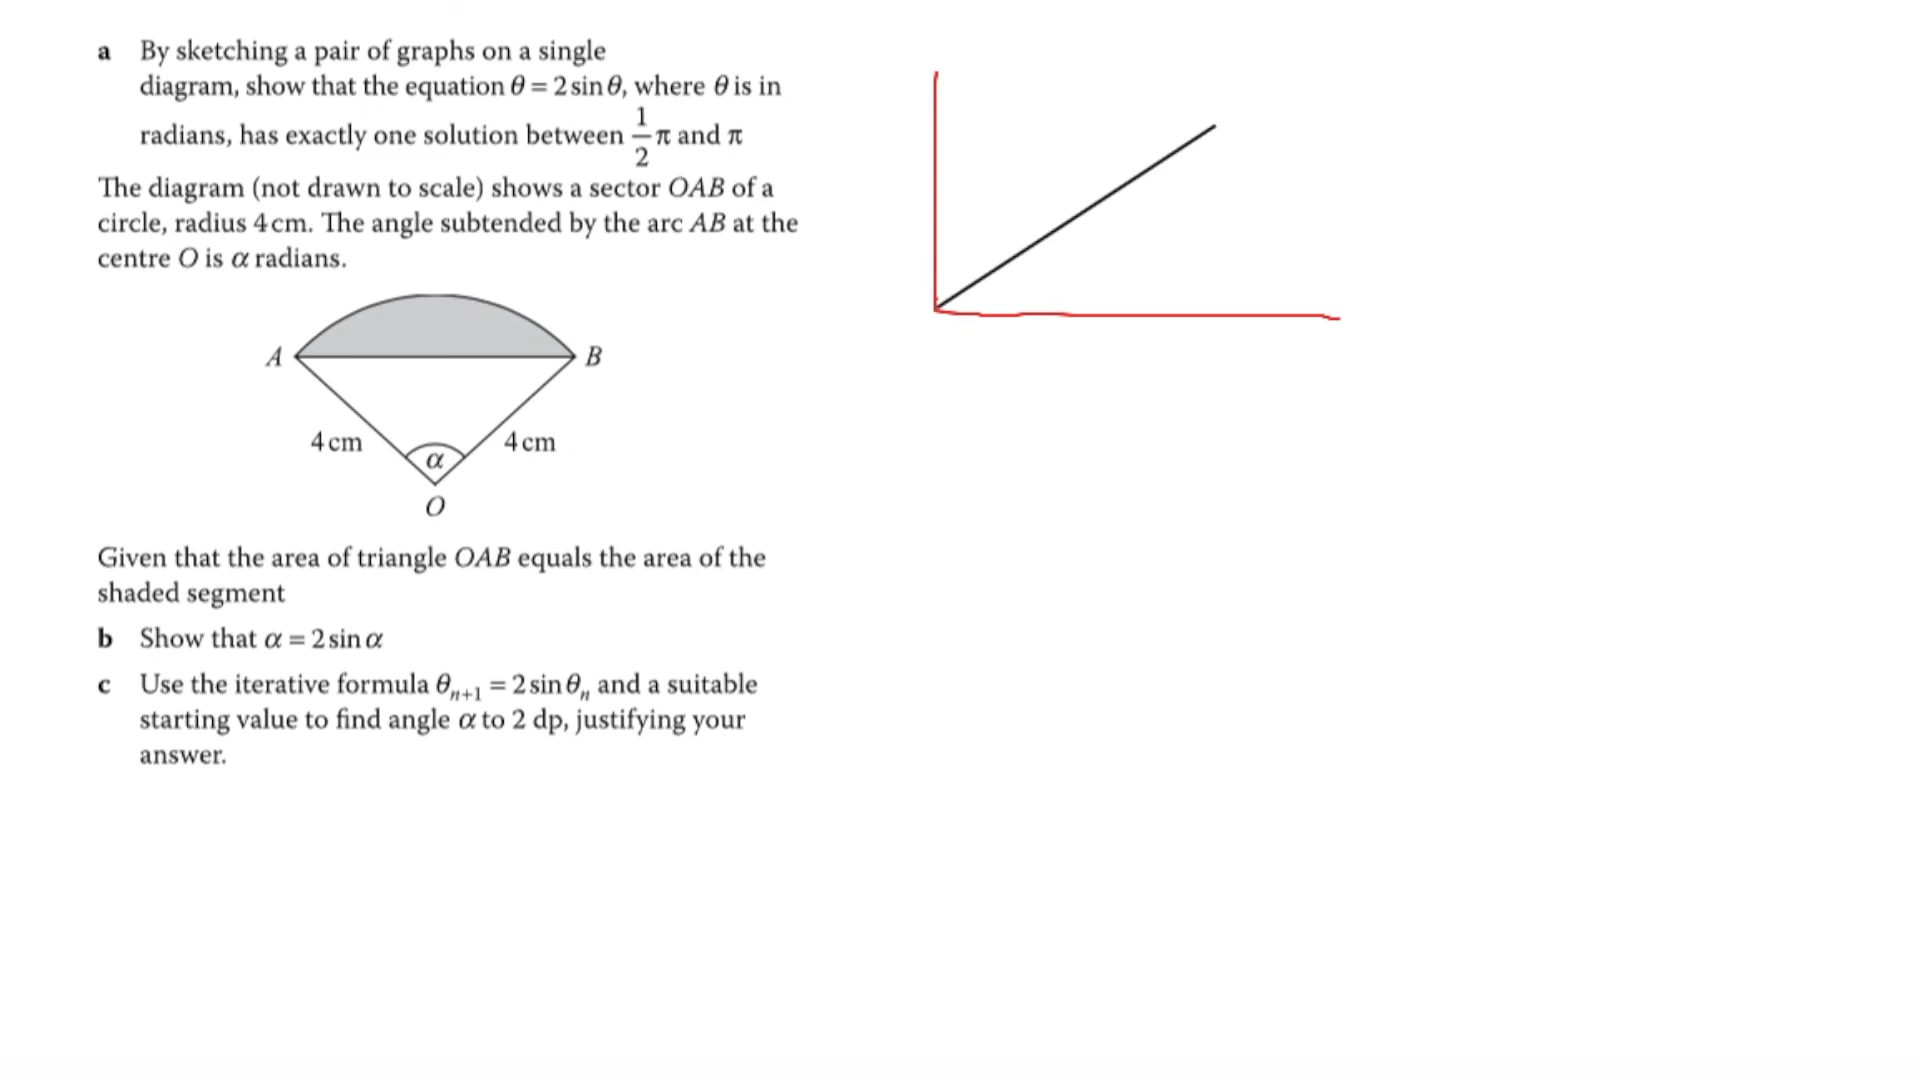 a By sketching a pair of graphs on a single
diagram, show that the equation θ = 2 sin θ, where θ is in
radians, has exactly one solution between 1/2 π and π
The diagram (not drawn to scale) shows a sector OAB of a
circle, radius 4 cm. The angle subtended by the arc AB at the
centre O is α radians.
A B
4 cm 4 cm
α
O
Given that the area of triangle OAB equals the area of the
shaded segment
b Show that α = 2 sin α
c Use the iterative formula θₙ₊₁ = 2 sin θₙ and a suitable
starting value to find angle α to 2 dp, justifying your
answer.